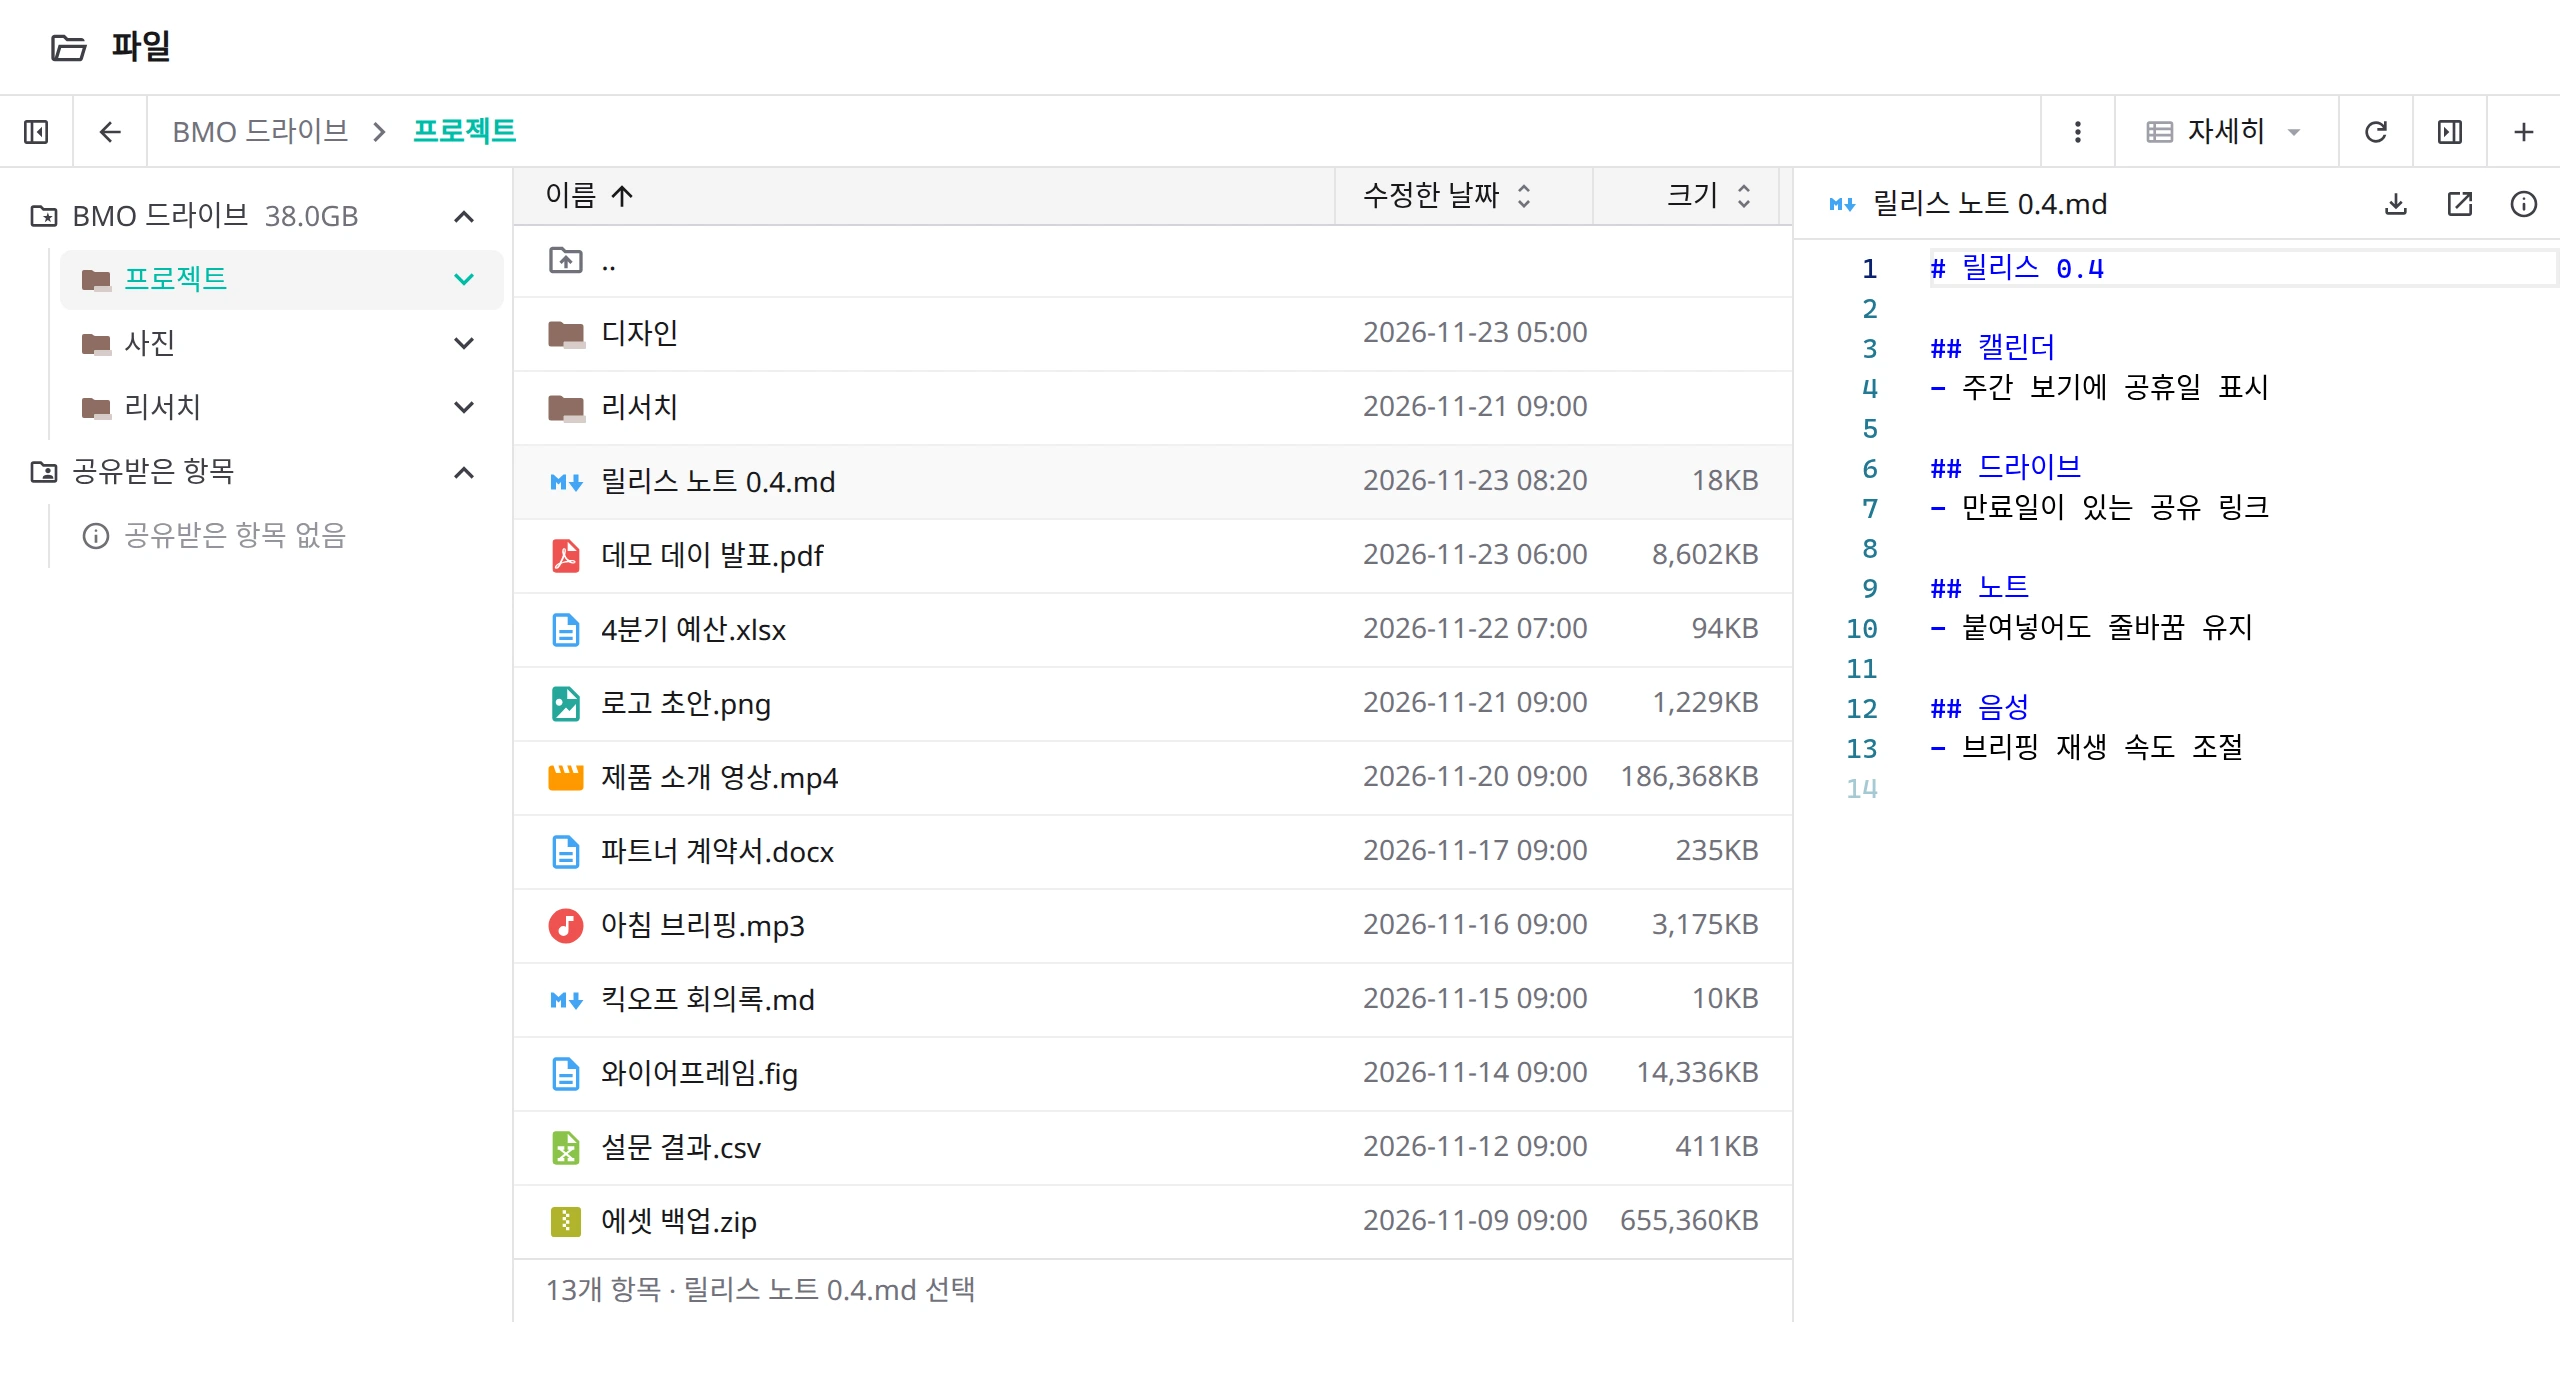 파일
BMO 드라이브 프로젝트
자세히
BMO 드라이브 38.0GB
프로젝트
사진
리서치
공유받은 항목
공유받은 항목 없음
이름 수정한 날짜 크기
..
디자인 2026-11-23 05:00
리서치 2026-11-21 09:00
릴리스 노트 0.4.md 2026-11-23 08:20 18KB
데모 데이 발표.pdf 2026-11-23 06:00 8,602KB
4분기 예산.xlsx 2026-11-22 07:00 94KB
로고 초안.png 2026-11-21 09:00 1,229KB
제품 소개 영상.mp4 2026-11-20 09:00 186,368KB
파트너 계약서.docx 2026-11-17 09:00 235KB
아침 브리핑.mp3 2026-11-16 09:00 3,175KB
킥오프 회의록.md 2026-11-15 09:00 10KB
와이어프레임.fig 2026-11-14 09:00 14,336KB
설문 결과.csv 2026-11-12 09:00 411KB
에셋 백업.zip 2026-11-09 09:00 655,360KB
13개 항목 · 릴리스 노트 0.4.md 선택
릴리스 노트 0.4.md
1 # 릴리스 0.4
2
3 ## 캘린더
4 - 주간 보기에 공휴일 표시
5
6 ## 드라이브
7 - 만료일이 있는 공유 링크
8
9 ## 노트
10 - 붙여넣어도 줄바꿈 유지
11
12 ## 음성
13 - 브리핑 재생 속도 조절
14